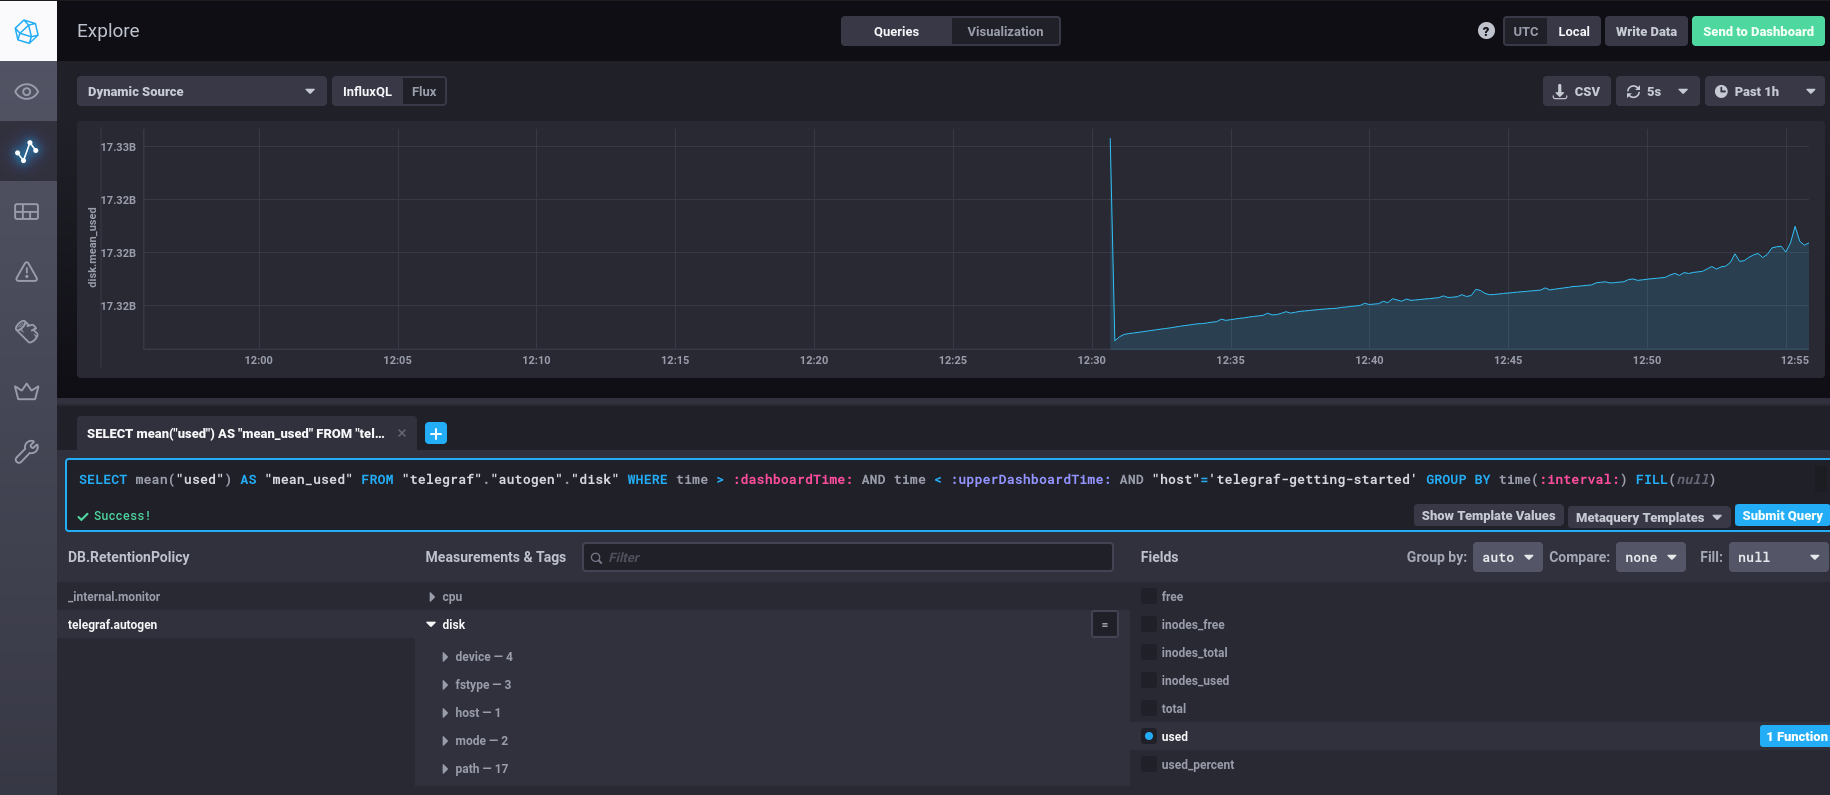 Explore
Queries Visualization
? UTC Local Write Data Send to Dashboard
Dynamic Source InfluxQL Flux
CSV 5s Past 1h
disk.mean_used
17.33B
17.32B
17.32B
17.32B
12:00 12:05 12:10 12:15 12:20 12:25 12:30 12:35 12:40 12:45 12:50 12:55
SELECT mean("used") AS "mean_used" FROM "tel...
SELECT mean("used") AS "mean_used" FROM "telegraf"."autogen"."disk" WHERE time > :dashboardTime: AND time < :upperDashboardTime: AND "host"='telegraf-getting-started' GROUP BY time(:interval:) FILL(null)
Success!
Show Template Values Metaquery Templates Submit Query
DB.RetentionPolicy
_internal.monitor
telegraf.autogen
Measurements & Tags Filter
cpu
disk =
device — 4
fstype — 3
host — 1
mode — 2
path — 17
Fields Group by: auto Compare: none Fill: null
free
inodes_free
inodes_total
inodes_used
total
used 1 Function
used_percent